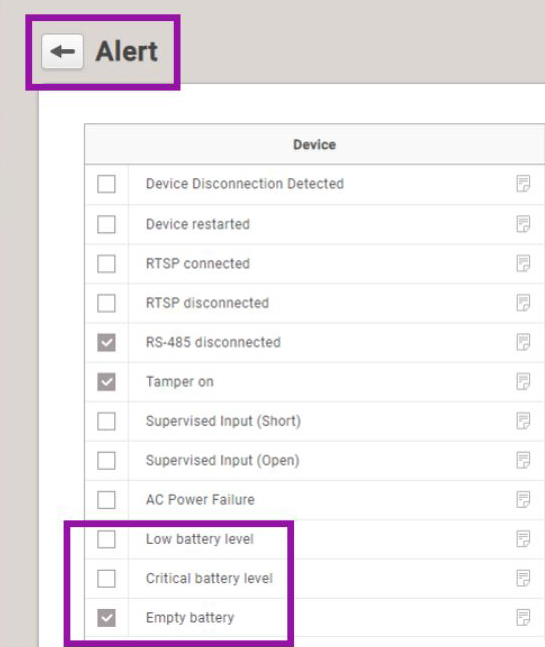 Alert
Device
Device Disconnection Detected
Device restarted
RTSP connected
RTSP disconnected
RS-485 disconnected
Tamper on
Supervised Input (Short)
Supervised Input (Open)
AC Power Failure
Low battery level
Critical battery level
Empty battery